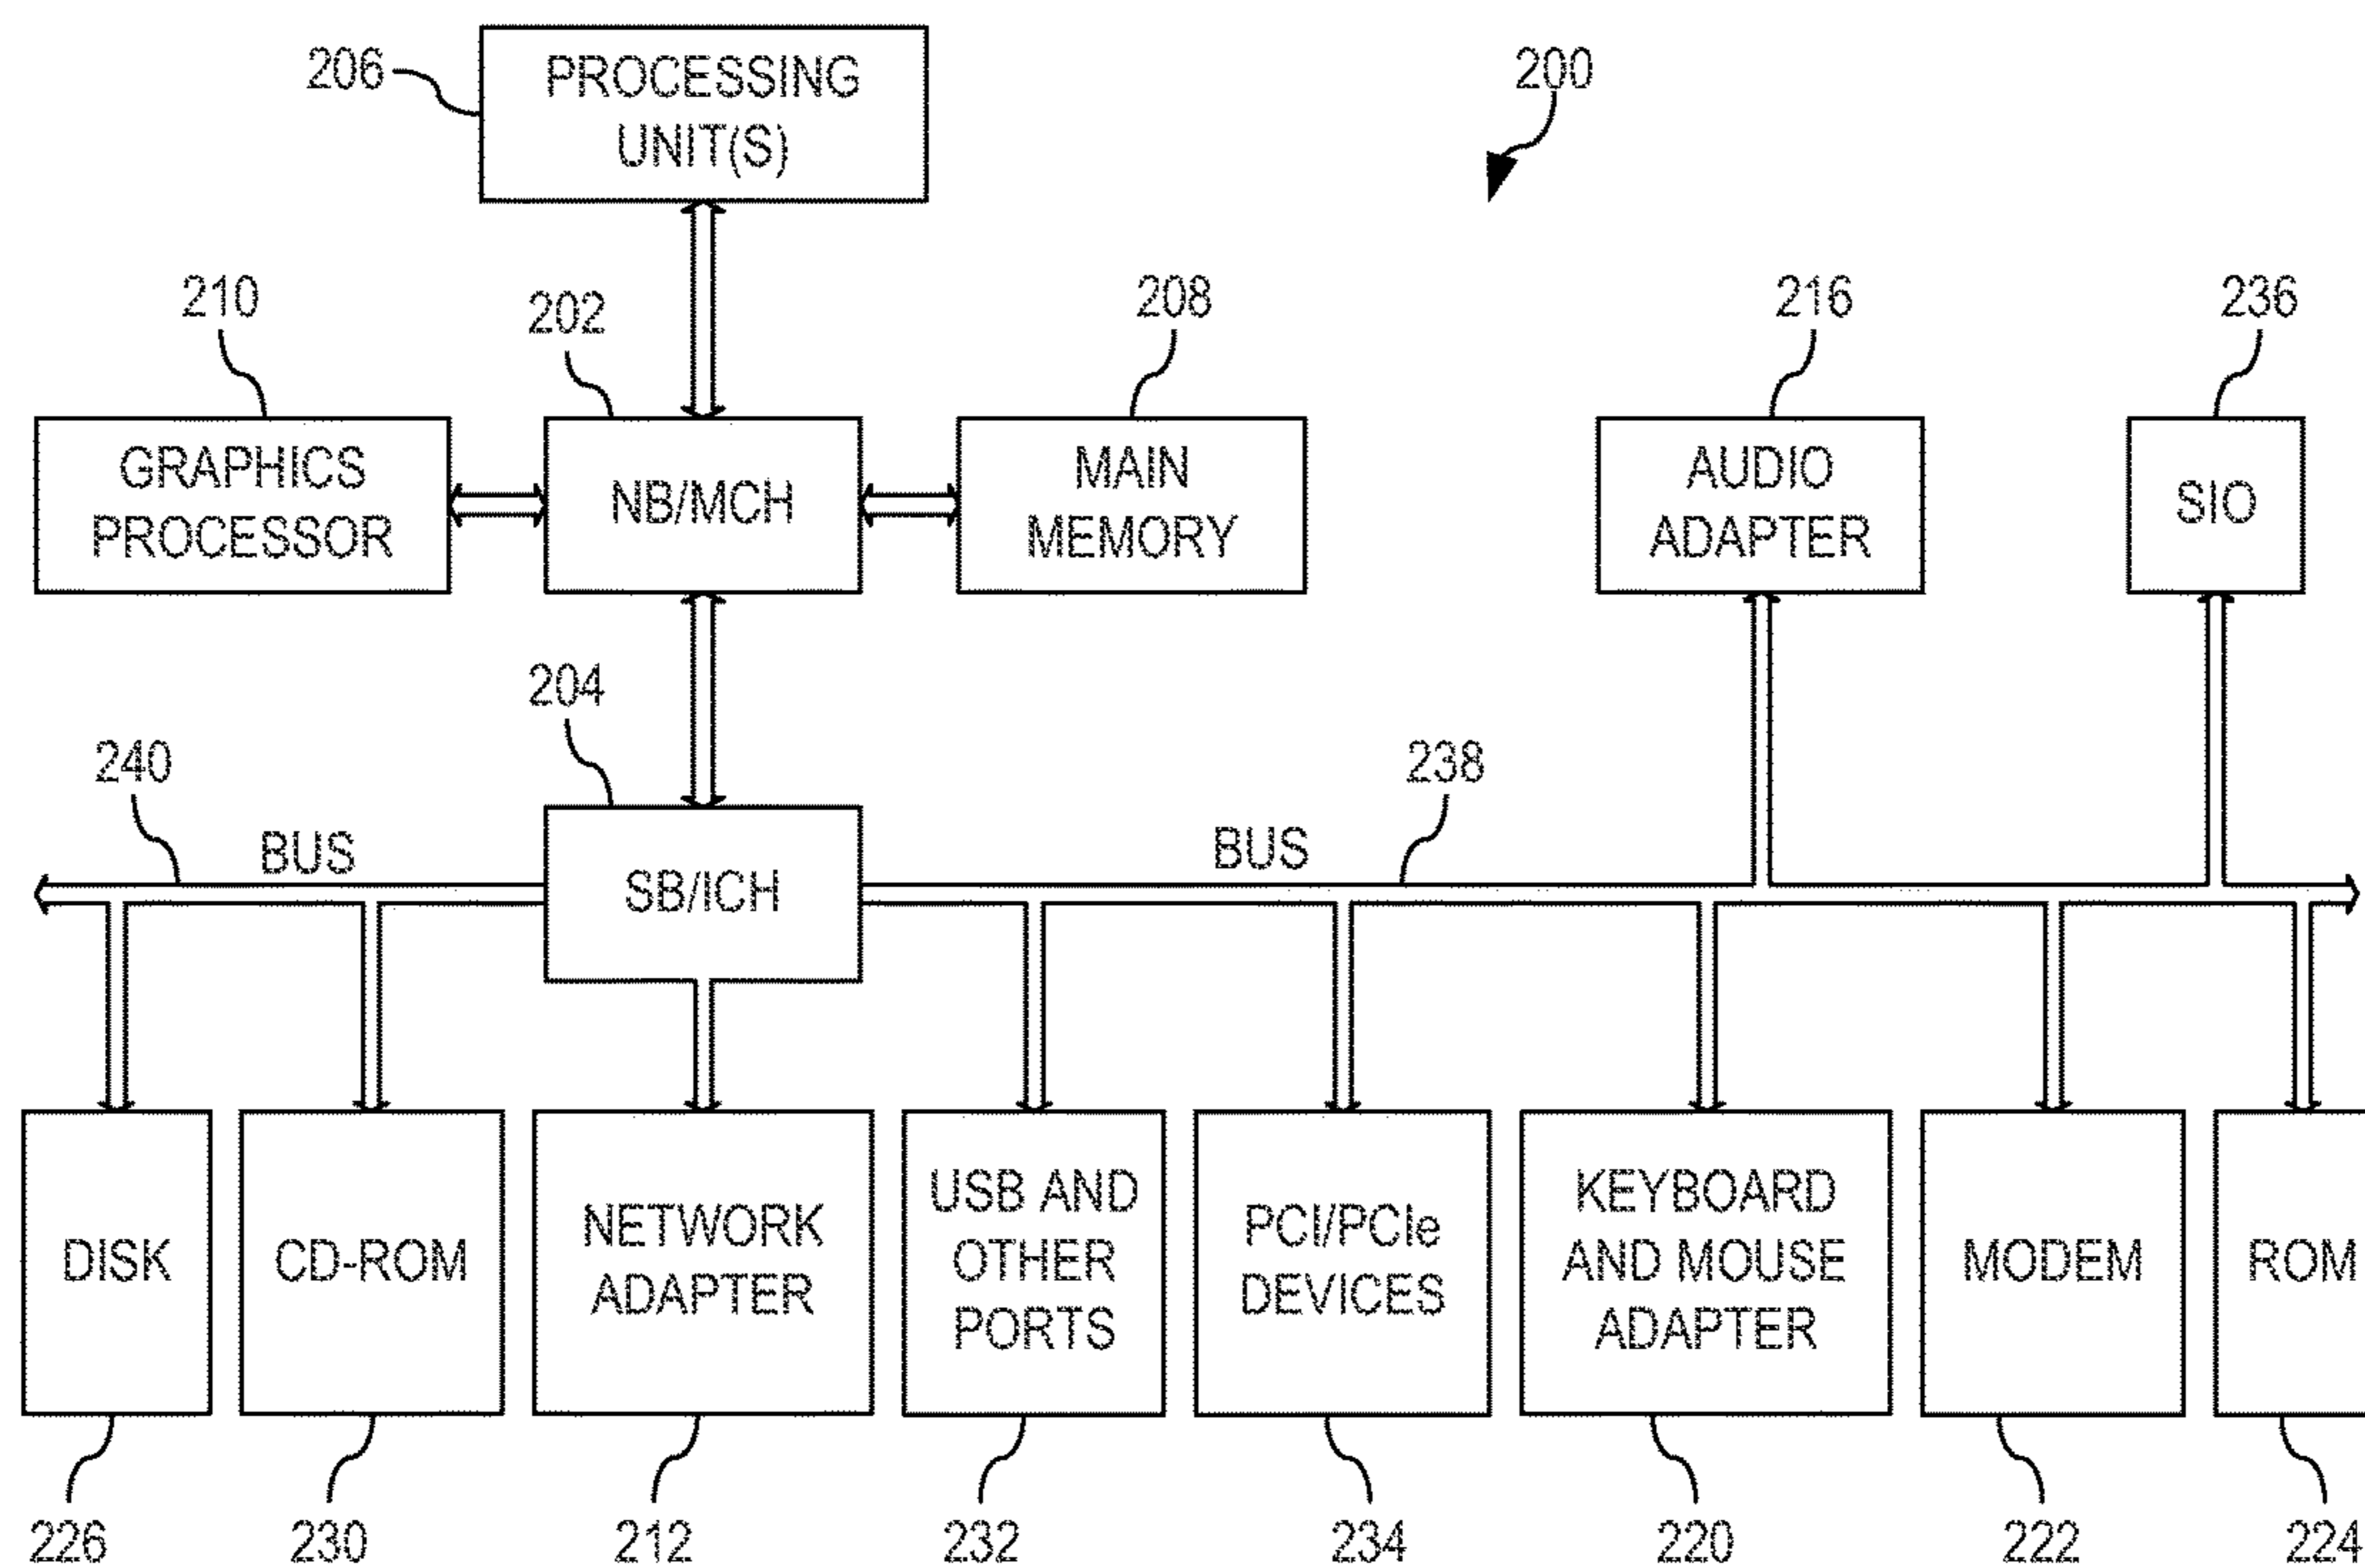 206
PROCESSING
UNIT(S)
200
210
202
208
216
236
GRAPHICS
PROCESSOR
NB/MCH
MAIN
MEMORY
AUDIO
ADAPTER
SIO
204
240
238
BUS
BUS
SB/ICH
DISK
CD-ROM
NETWORK
ADAPTER
USB AND
OTHER
PORTS
PCI/PCIe
DEVICES
KEYBOARD
AND MOUSE
ADAPTER
MODEM
ROM
226
230
212
232
234
220
222
224